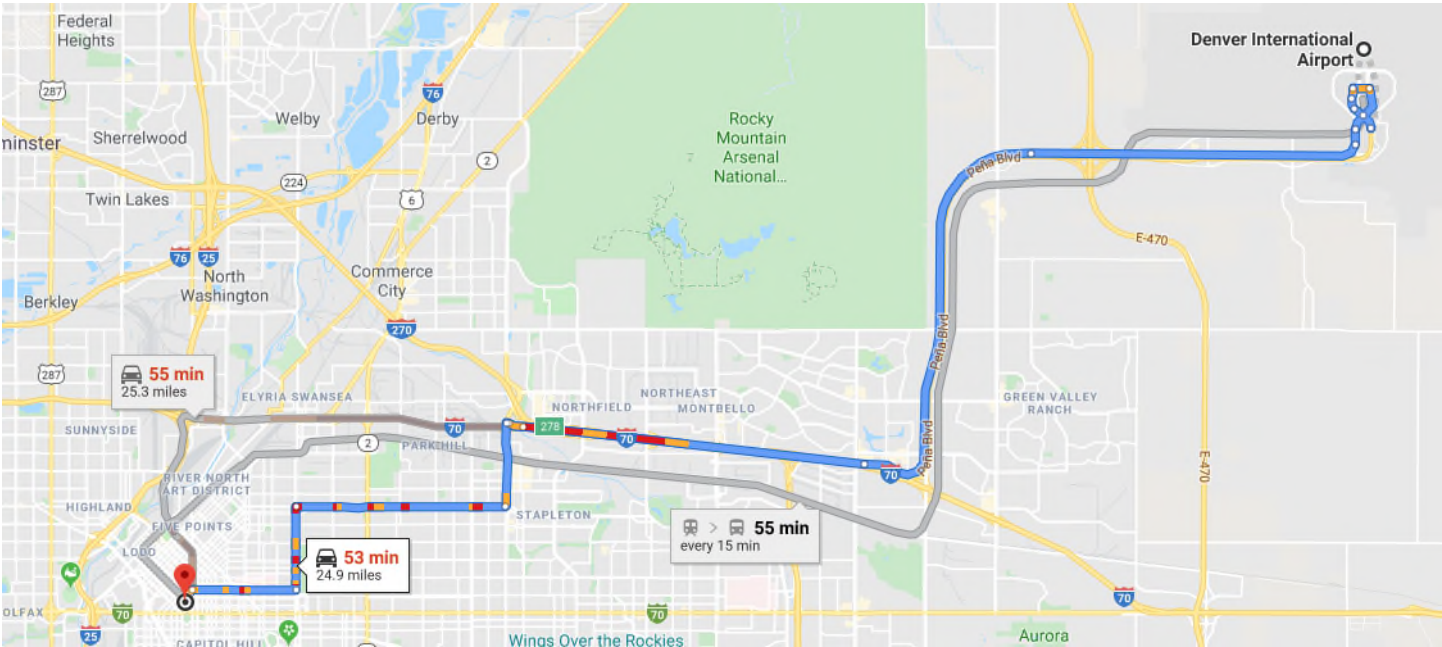 Federal
Heights
287
76
Derby
Welby
Sherrelwood
minster
2
224
6
Twin Lakes
Rocky
Mountain
Arsenal
National...
Denver International
Airport
Peña Blvd
E-470
76
25
North
Washington
Commerce
City
Berkley
270
Peña Blvd
287
55 min
25.3 miles
ELYRIA SWANSEA
NORTHEAST
MONTBELLO
NORTHFIELD
GREEN VALLEY
RANCH
278
70
70
SUNNYSIDE
2
PARK HILL
Peña Blvd
70
E-470
RIVER NORTH
ART DISTRICT
HIGHLAND
FIVE POINTS
STAPLETON
LODO
55 min
every 15 min
53 min
24.9 miles
OLFAX
70
70
70
25
CAPITOL HILL
Wings Over the Rockies
Aurora